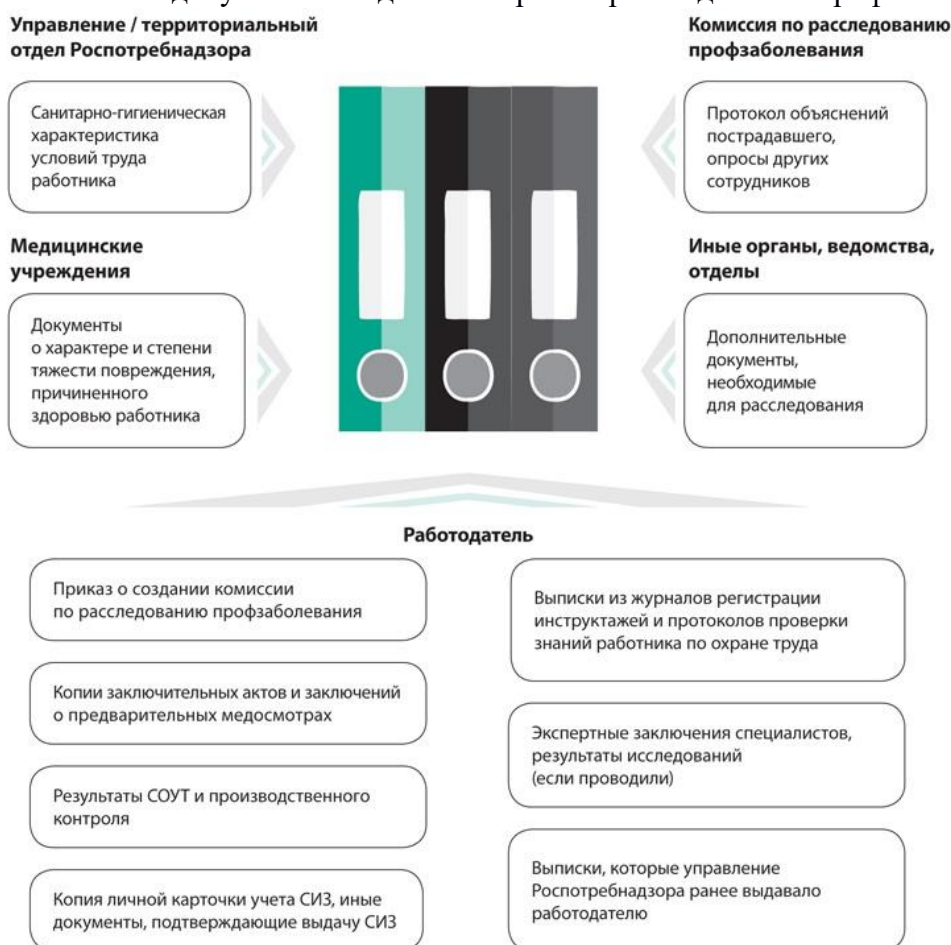 Управление / территориальный
отдел Роспотребнадзора
Санитарно-гигиеническая
характеристика
условий труда
работника
Комиссия по расследованию
профзаболевания
Протокол объяснений
пострадавшего,
опросы других
сотрудников
Медицинские
учреждения
Документы
о характере и степени
тяжести повреждения,
причиненного
здоровью работника
Иные органы, ведомства,
отделы
Дополнительные
документы,
необходимые
для расследования
Работодатель
Приказ о создании комиссии
по расследованию профзаболевания
Копии заключительных актов и заключений
о предварительных медосмотрах
Результаты СОУТ и производственного
контроля
Копия личной карточки учета СИЗ, иные
документы, подтверждающие выдачу СИЗ
Выписки из журналов регистрации
инструктажей и протоколов проверки
знаний работника по охране труда
Экспертные заключения специалистов,
результаты исследований
(если проводили)
Выписки, которые управление
Роспотребнадзора ранее выдавало
работодателю